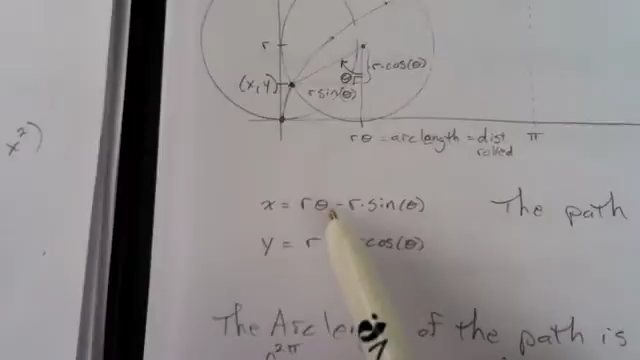 r
(x,y)
r
θ
r·cos(θ)
r sin(θ)
rθ = arc length = dist rolled
π
x²)
x = rθ - r·sin(θ)
The path
y = r cos(θ)
The Arc of the path is
2π